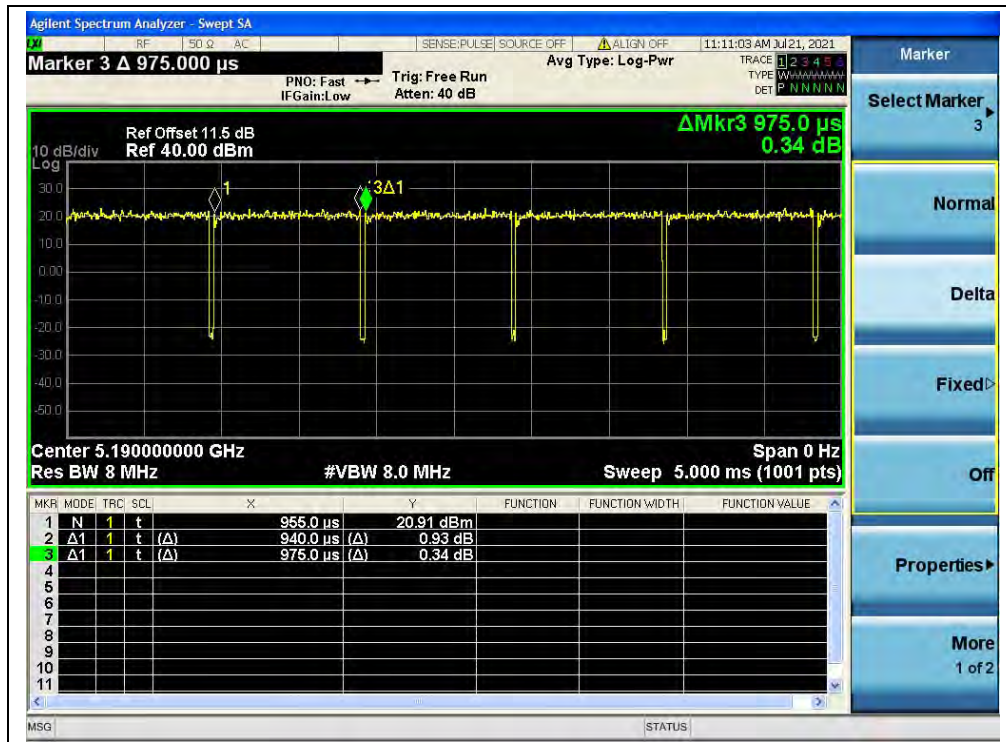 Agilent Spectrum Analyzer - Swept SA
LXI RF 50 Ω AC SENSE:PULSE SOURCE OFF ALIGN OFF 11:11:03 AM Jul 21, 2021
Marker 3 Δ 975.000 µs
PNO: Fast
IFGain:Low
Trig: Free Run
Atten: 40 dB
Avg Type: Log-Pwr
TRACE 1 2 3 4 5 6
TYPE
DET P N N N N N
Marker
Select Marker
3
Normal
Delta
Fixed
Off
Properties
More
1 of 2
ΔMkr3 975.0 µs
0.34 dB
Ref Offset 11.5 dB
10 dB/div Ref 40.00 dBm
Log
30.0
20.0
10.0
0.00
-10.0
-20.0
-30.0
-40.0
-50.0
1
3Δ1
Center 5.190000000 GHz Span 0 Hz
Res BW 8 MHz #VBW 8.0 MHz Sweep 5.000 ms (1001 pts)
MKR MODE TRC SCL X Y FUNCTION FUNCTION WIDTH FUNCTION VALUE
1 N 1 t 955.0 µs 20.91 dBm
2 Δ1 1 t (Δ) 940.0 µs (Δ) 0.93 dB
3 Δ1 1 t (Δ) 975.0 µs (Δ) 0.34 dB
4
5
6
7
8
9
10
11
MSG STATUS